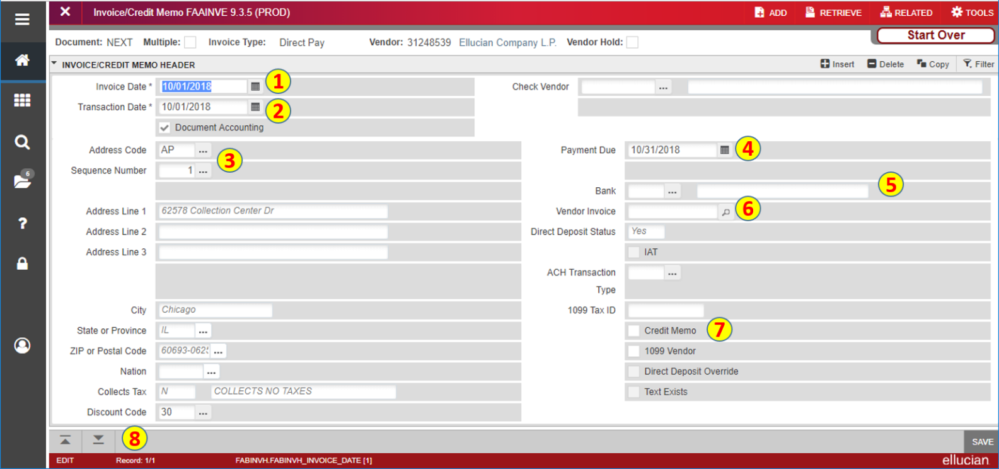 Invoice/Credit Memo FAAINVE 9.3.5 (PROD) ADD RETRIEVE RELATED TOOLS
Start Over
Document: NEXT Multiple: Invoice Type: Direct Pay Vendor: 31248539 Ellucian Company L.P. Vendor Hold:
INVOICE/CREDIT MEMO HEADER Insert Delete Copy Filter
Invoice Date * 10/01/2018 1 Check Vendor ...
Transaction Date * 10/01/2018 2
Document Accounting
Address Code AP ... 3 Payment Due 10/31/2018 4
Sequence Number 1 ...
Bank ... 5
Address Line 1 62578 Collection Center Dr Vendor Invoice 6
Address Line 2 Direct Deposit Status Yes
Address Line 3 IAT
ACH Transaction ...
Type
City Chicago 1099 Tax ID
State or Province IL ... Credit Memo 7
ZIP or Postal Code 60693-062 ... 1099 Vendor
Nation ... Direct Deposit Override
Collects Tax N COLLECTS NO TAXES Text Exists
Discount Code 30 ...
8 SAVE
EDIT Record: 1/1 FABINVH.FABINVH_INVOICE_DATE [1] ellucian
6
?